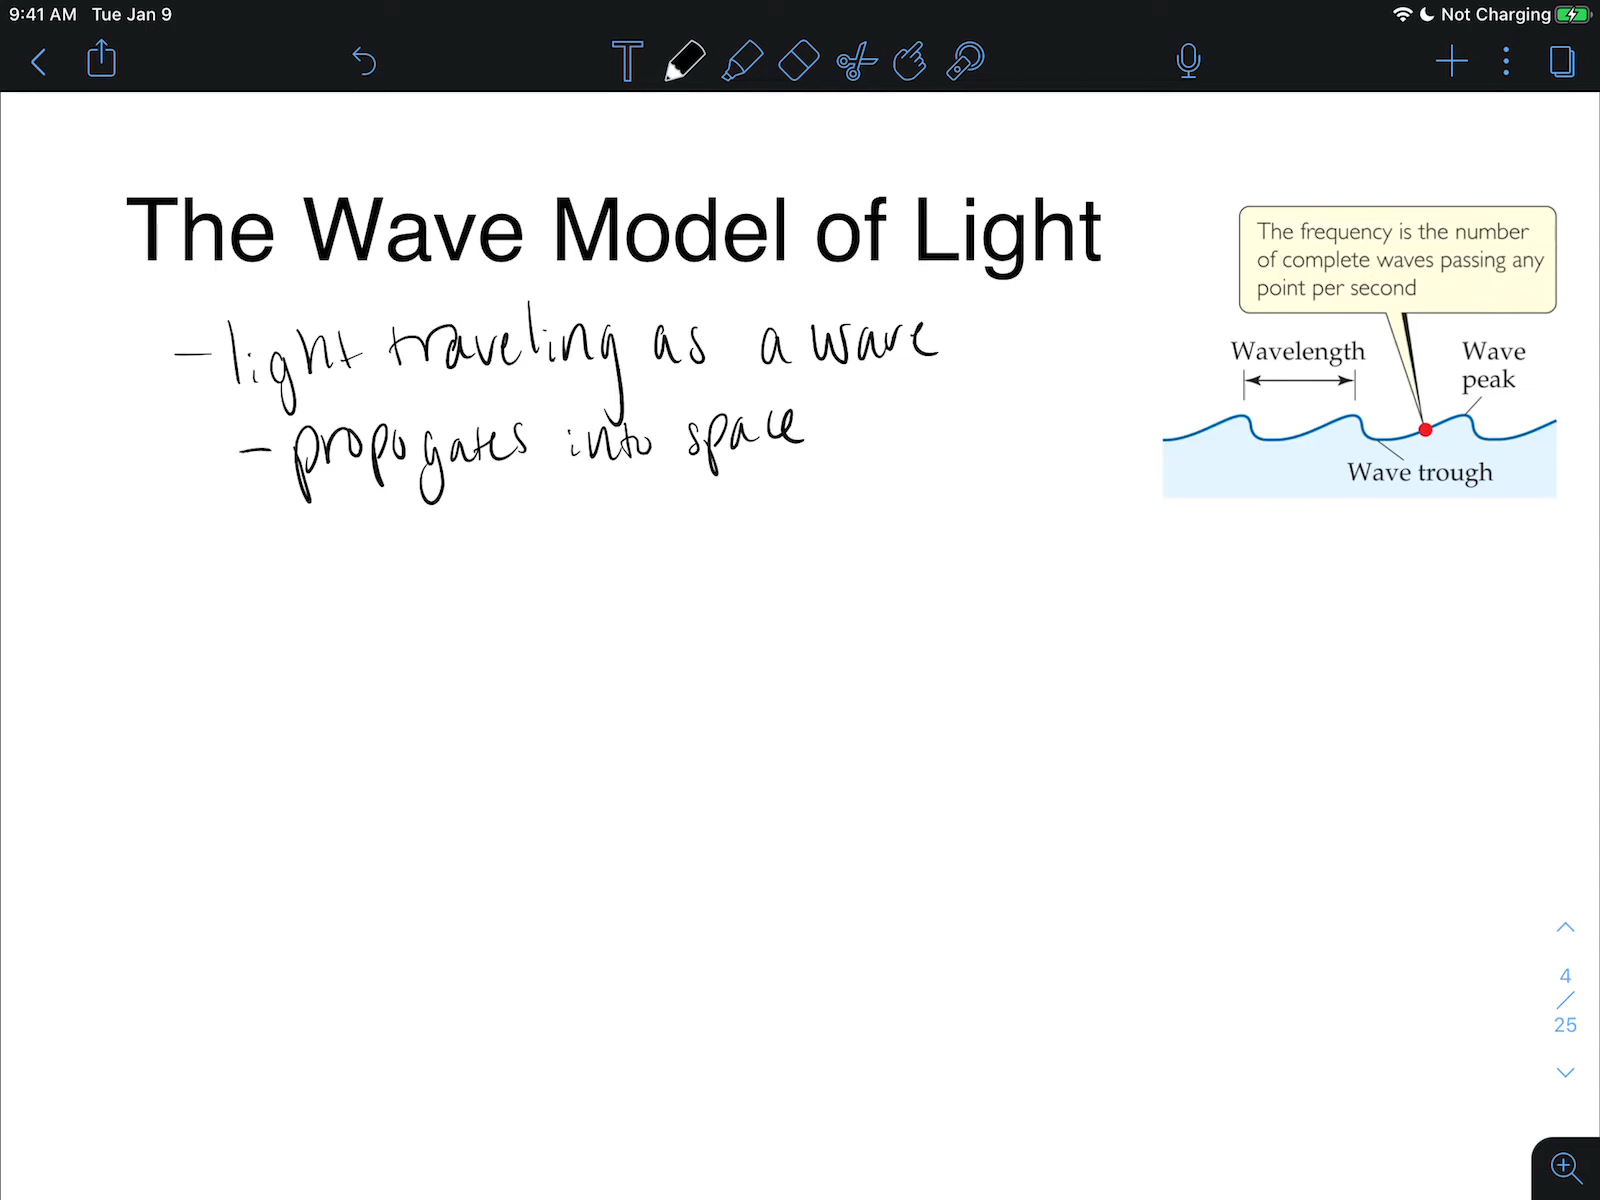 9:41 AM Tue Jan 9
Not Charging
The Wave Model of Light
- light traveling as a wave
- propogates into space
The frequency is the number
of complete waves passing any
point per second
Wavelength
Wave
peak
Wave trough
4
/
25